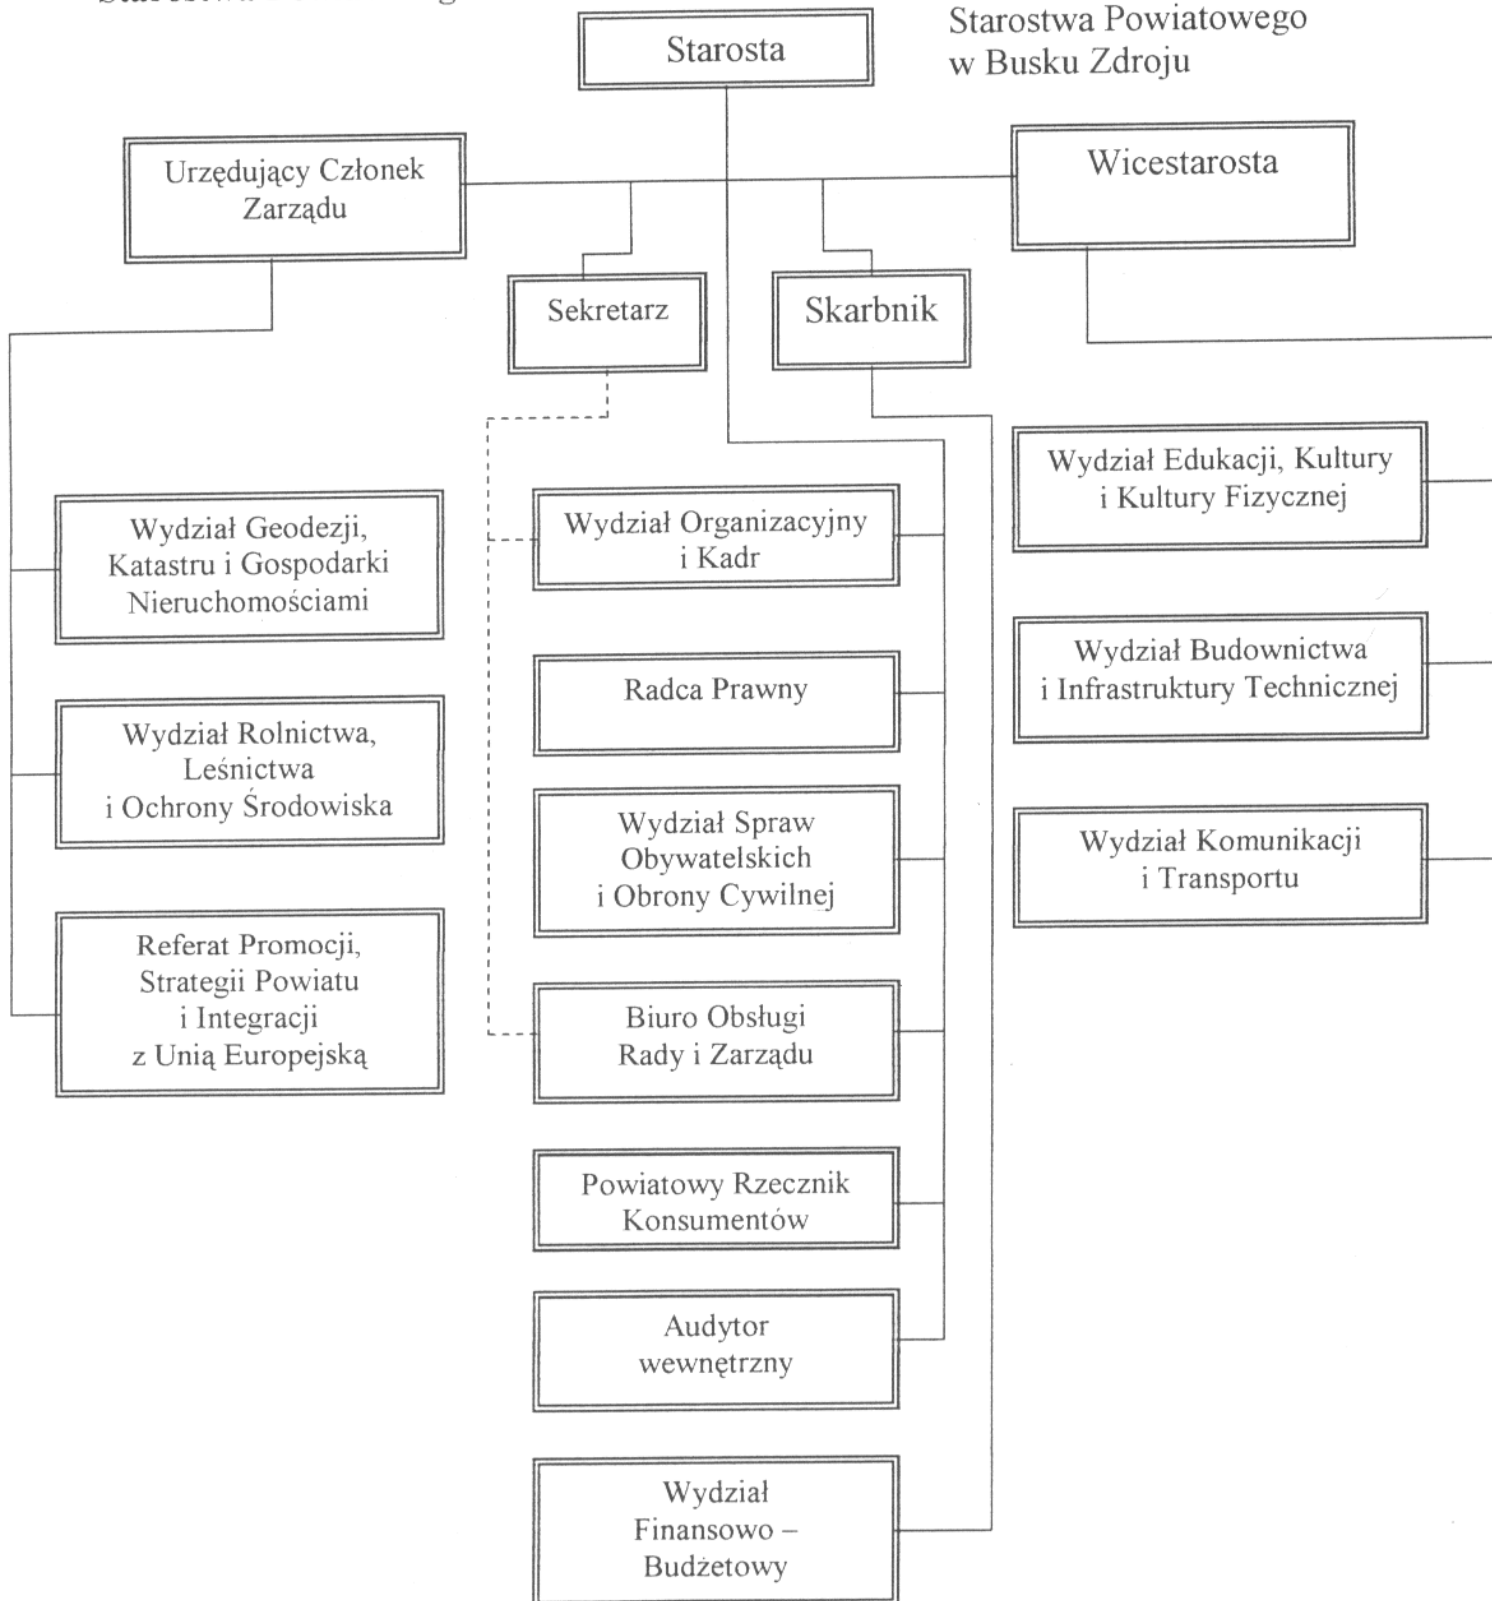 Starosta
Starostwa Powiatowego
w Busku Zdroju
Urzędujący Członek
Zarządu
Wicestarosta
Sekretarz
Skarbnik
Wydział Geodezji,
Katastru i Gospodarki
Nieruchomościami
Wydział Rolnictwa,
Leśnictwa
i Ochrony Środowiska
Referat Promocji,
Strategii Powiatu
i Integracji
z Unią Europejską
Wydział Organizacyjny
i Kadr
Radca Prawny
Wydział Spraw
Obywatelskich
i Obrony Cywilnej
Biuro Obsługi
Rady i Zarządu
Powiatowy Rzecznik
Konsumentów
Audytor
wewnętrzny
Wydział
Finansowo –
Budżetowy
Wydział Edukacji, Kultury
i Kultury Fizycznej
Wydział Budownictwa
i Infrastruktury Technicznej
Wydział Komunikacji
i Transportu